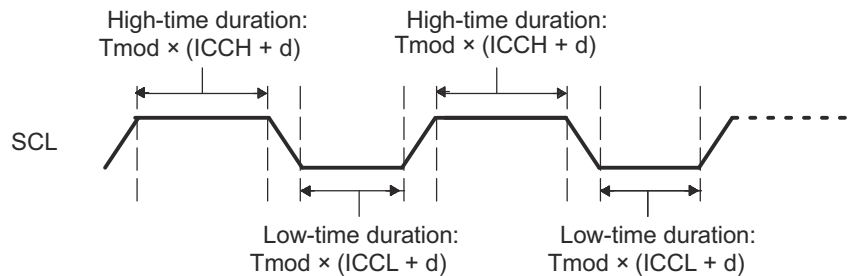 High-time duration:
Tmod × (ICCH + d)
High-time duration:
Tmod × (ICCH + d)
SCL
Low-time duration:
Tmod × (ICCL + d)
Low-time duration:
Tmod × (ICCL + d)